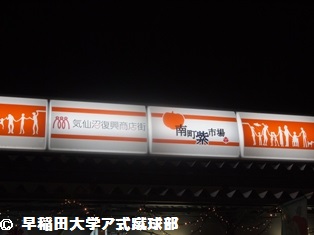 気仙沼復興商店街
南町紫市場
© 早稲田大学ア式蹴球部